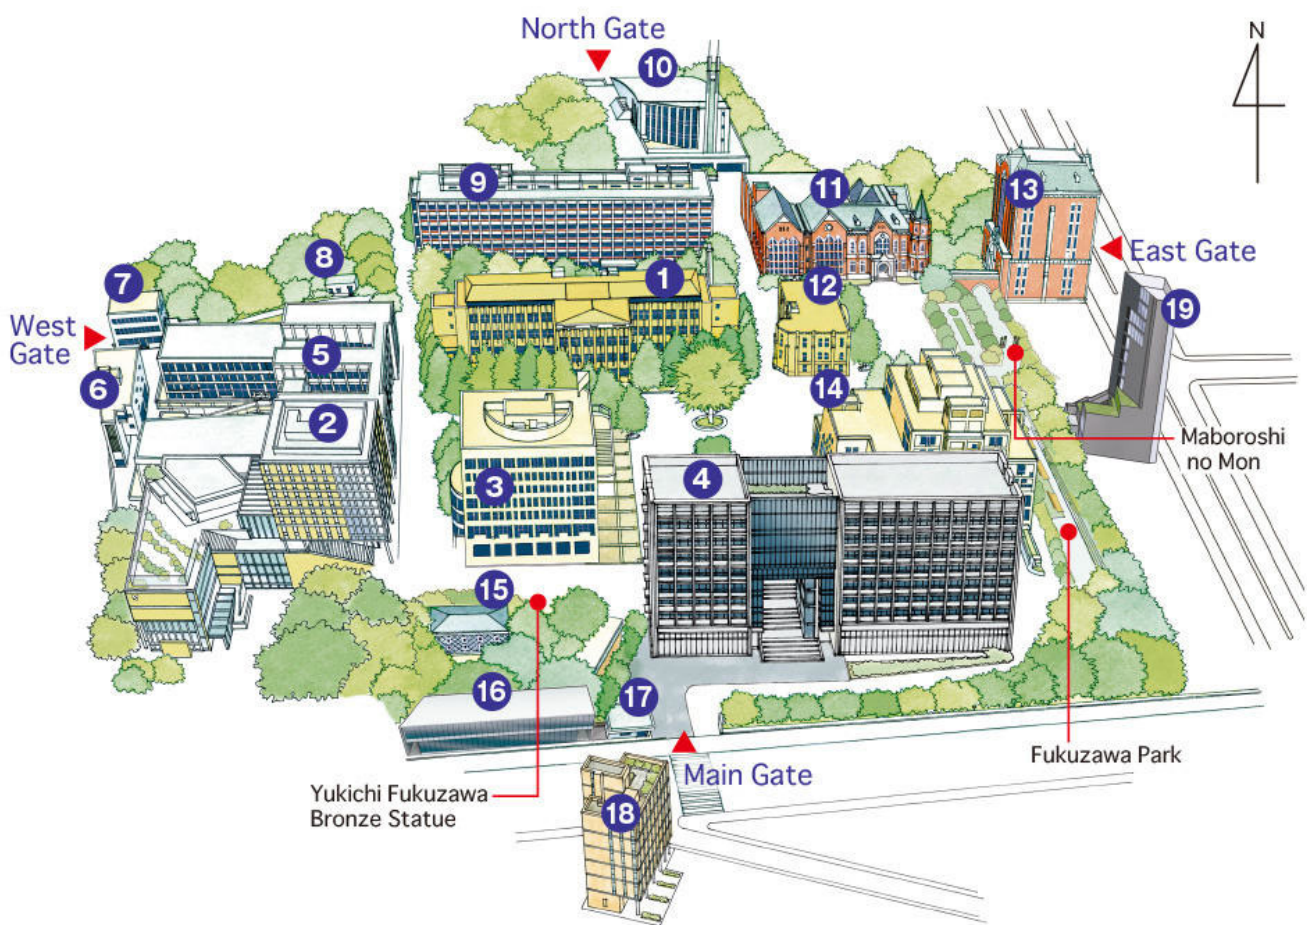 North Gate
N
10
9
11
13
8
1
12
East Gate
7
19
West
Gate
5
6
14
2
Maboroshi
no Mon
3
4
15
16
17
Fukuzawa Park
Main Gate
Yukichi Fukuzawa
Bronze Statue
18